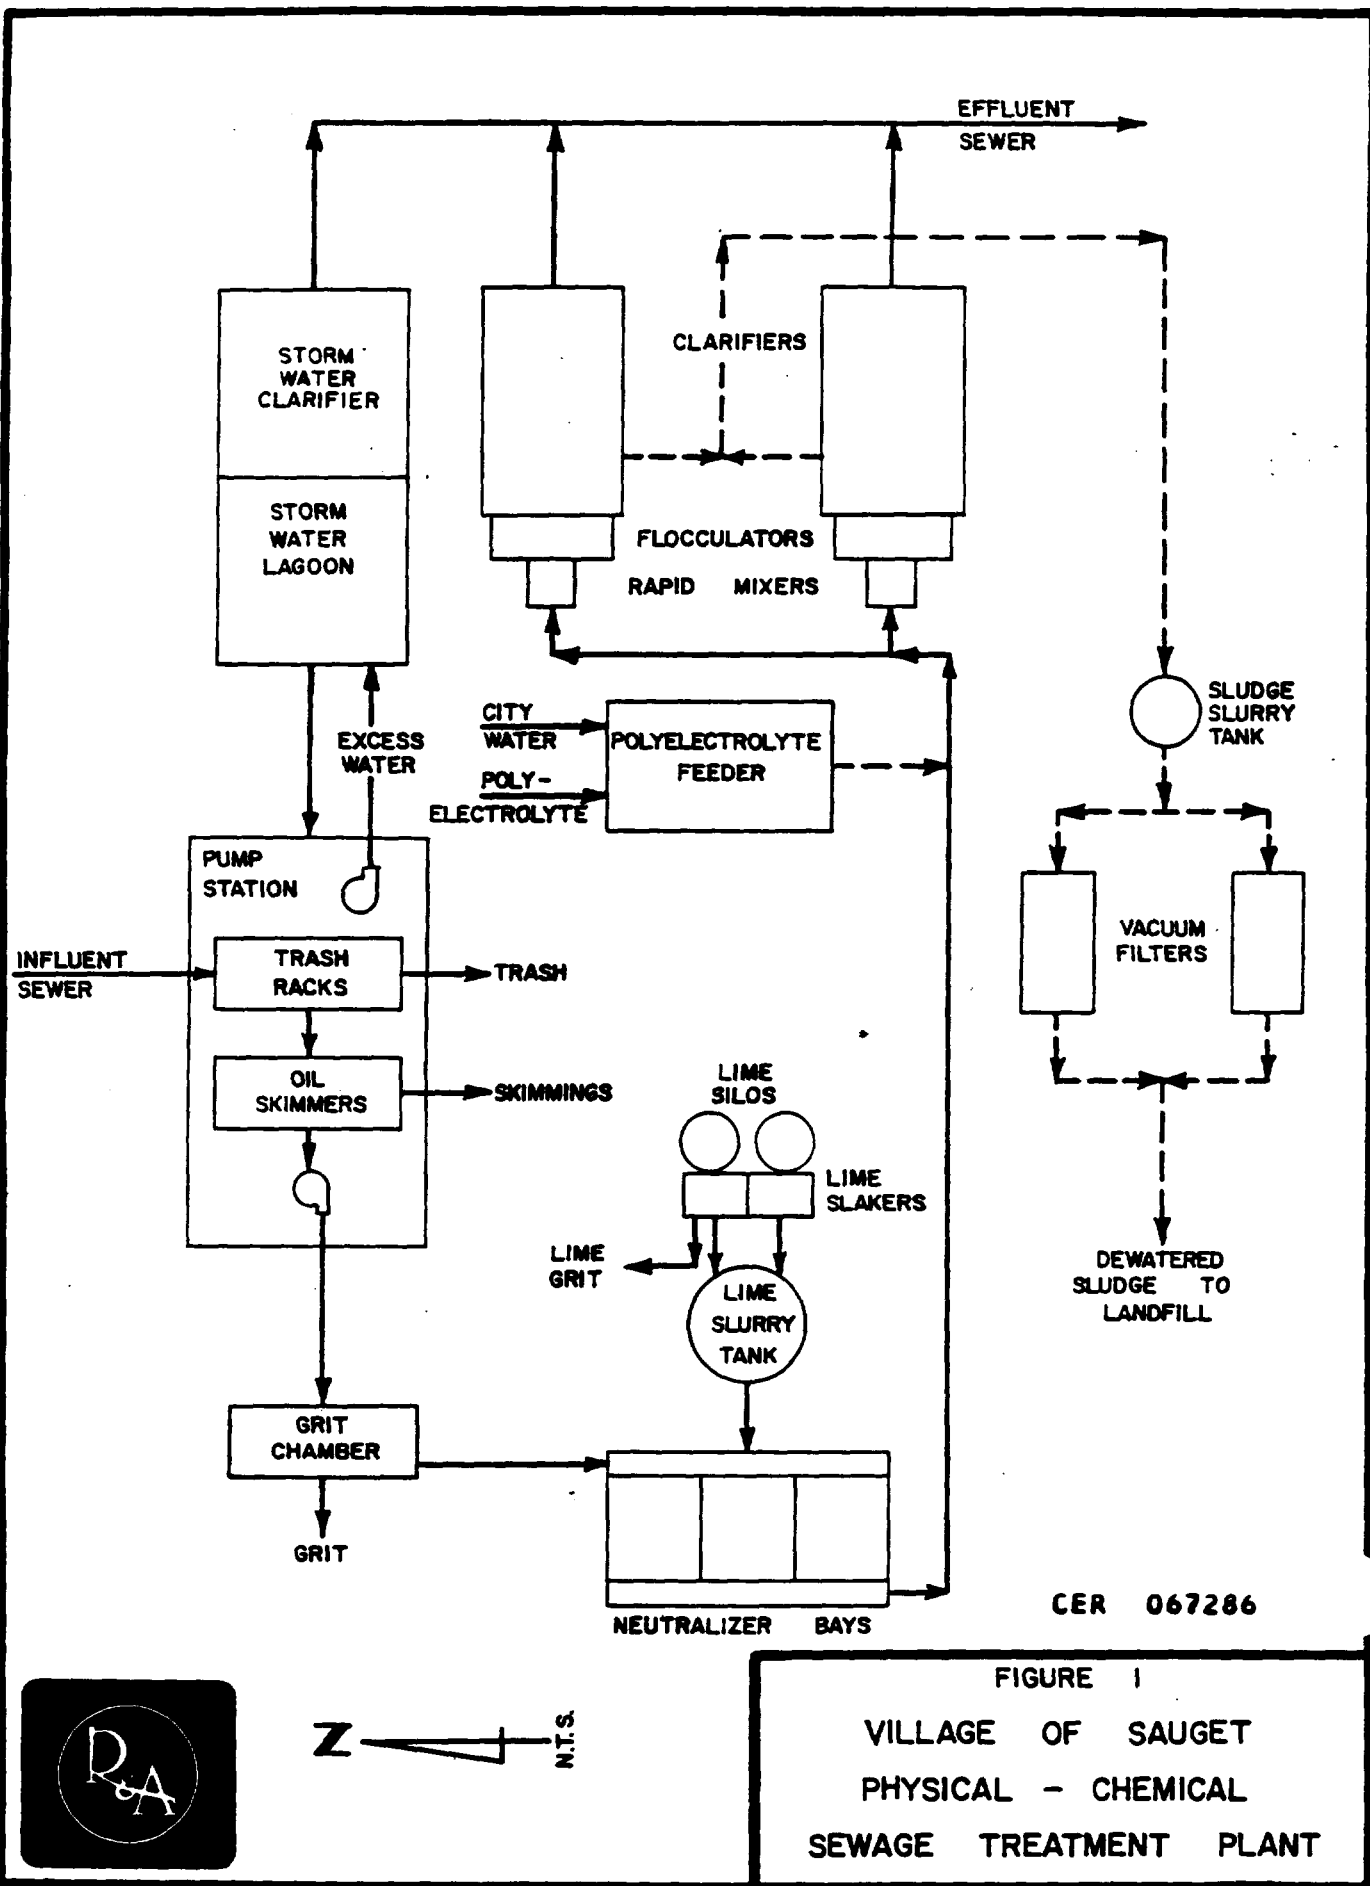 EFFLUENT
SEWER
STORM
WATER
CLARIFIER
CLARIFIERS
STORM
WATER
LAGOON
FLOCCULATORS
RAPID MIXERS
EXCESS
WATER
CITY
WATER
POLY-
ELECTROLYTE
POLYELECTROLYTE
FEEDER
SLUDGE
SLURRY
TANK
PUMP
STATION
INFLUENT
SEWER
TRASH
RACKS
TRASH
VACUUM
FILTERS
OIL
SKIMMERS
SKIMMINGS
LIME
SILOS
LIME
SLAKERS
LIME
GRIT
LIME
SLURRY
TANK
DEWATERED
SLUDGE TO
LANDFILL
GRIT
CHAMBER
GRIT
NEUTRALIZER BAYS
CER 067286
R&A
Z
N.T.S.
FIGURE 1
VILLAGE OF SAUGET
PHYSICAL - CHEMICAL
SEWAGE TREATMENT PLANT